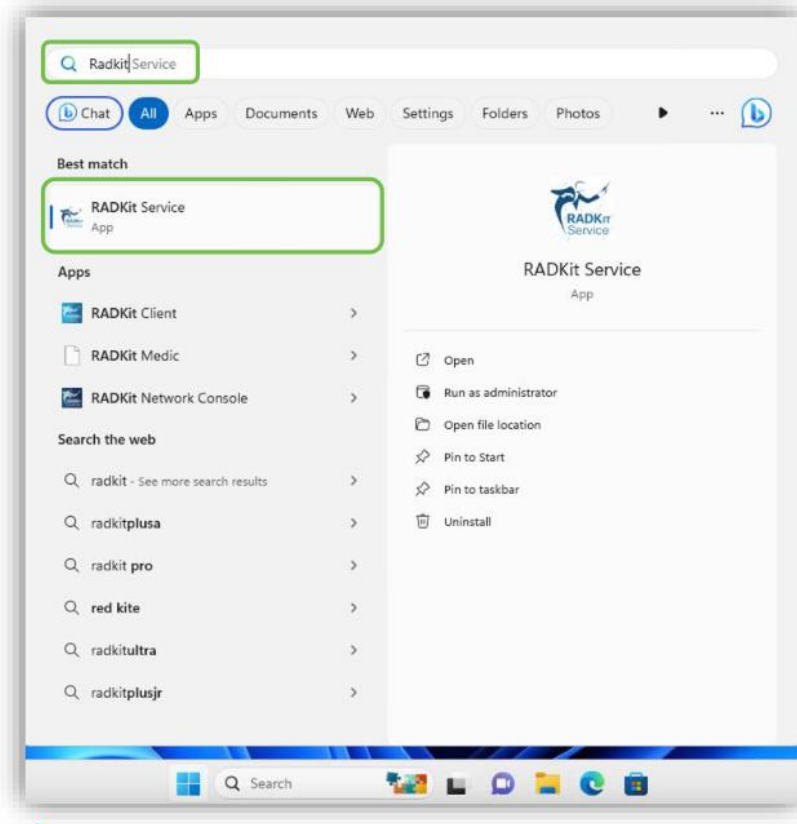 Radkit Service
Chat All Apps Documents Web Settings Folders Photos ...
Best match
RADKit Service
App
RADKIT
Service
RADKit Service
App
Apps
RADKit Client
RADKit Medic
RADKit Network Console
Search the web
radkit - See more search results
radkitplusa
radkit pro
red kite
radkitultra
radkitplusjr
Open
Run as administrator
Open file location
Pin to Start
Pin to taskbar
Uninstall
Search